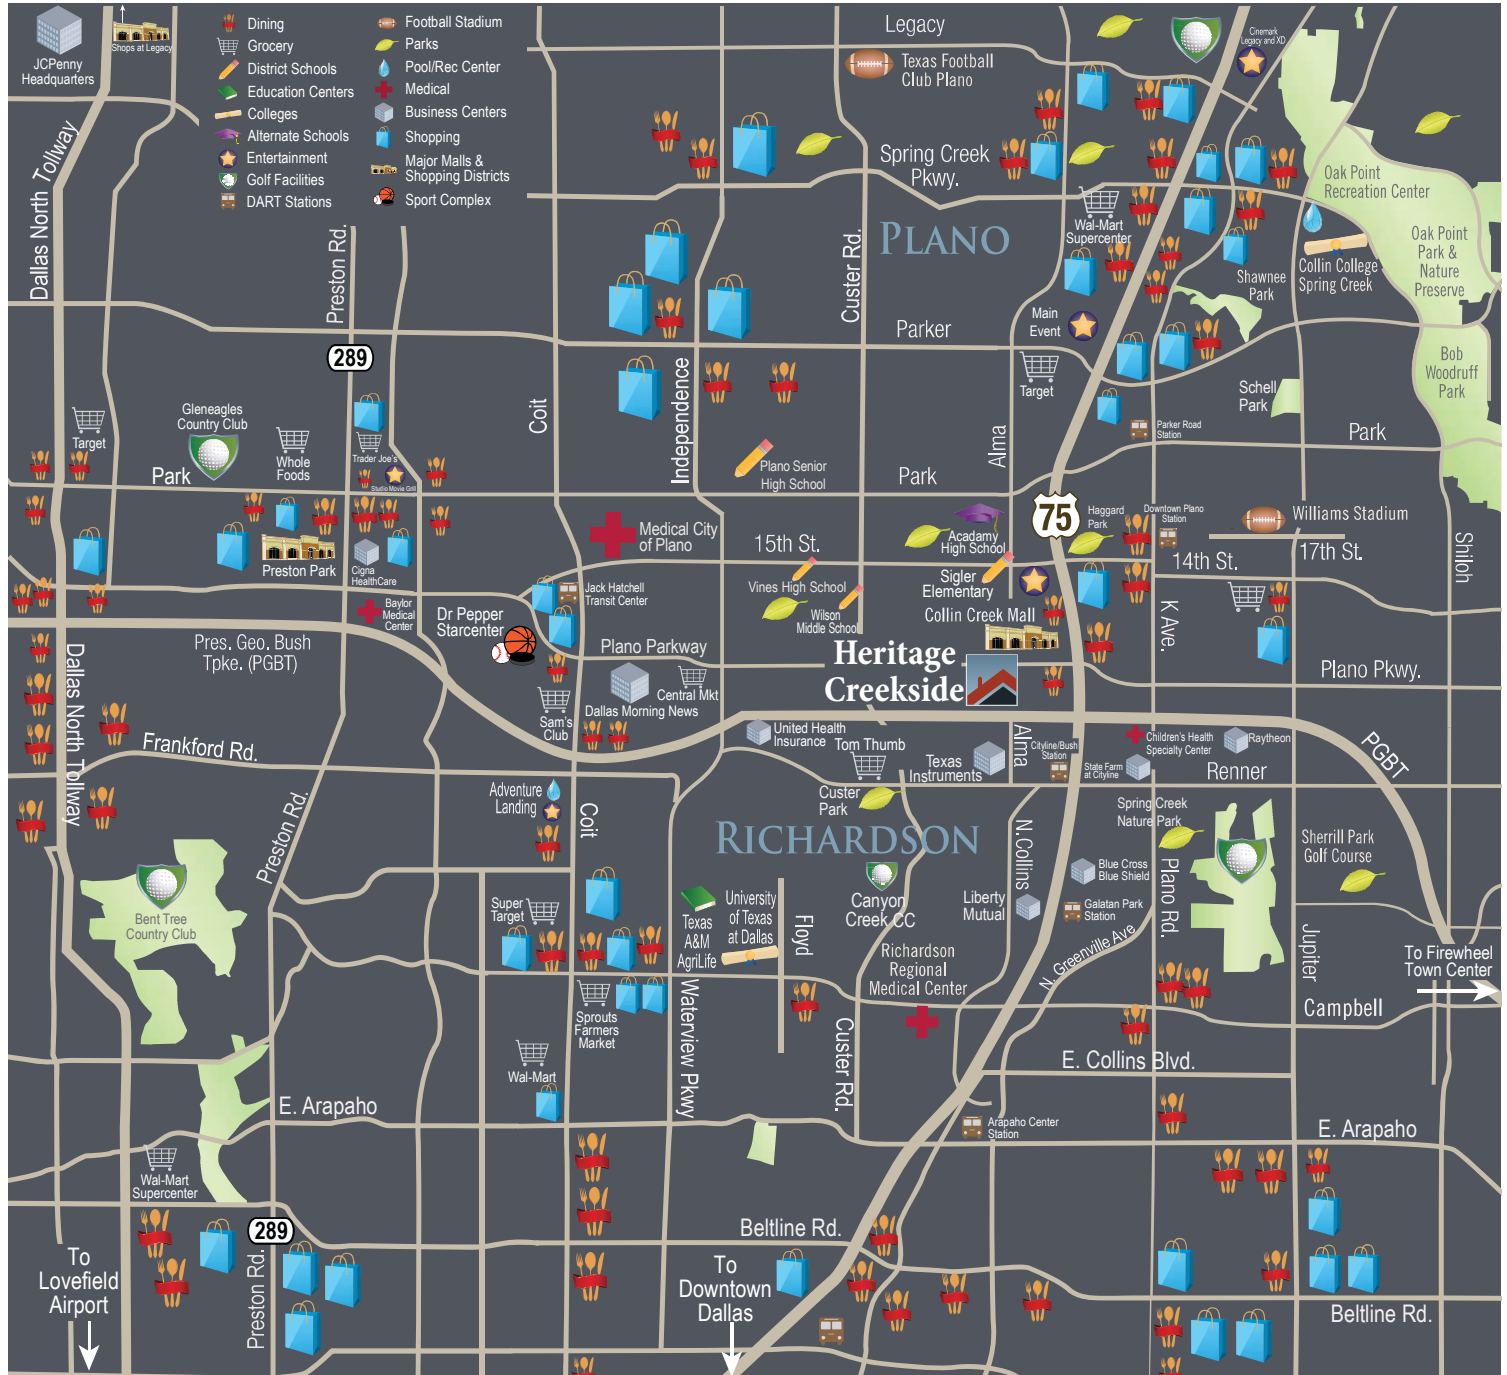 JCPenny
Headquarters
Shops at Legacy
Dining
Grocery
District Schools
Education Centers
Colleges
Alternate Schools
Entertainment
Golf Facilities
DART Stations
Football Stadium
Parks
Pool/Rec Center
Medical
Business Centers
Shopping
Major Malls &
Shopping Districts
Sport Complex
Legacy
Texas Football
Club Plano
Cinemark
Legacy and XD
Dallas North Tollway
Spring Creek
Pkwy.
Oak Point
Recreation Center
Wal-Mart
Supercenter
PLANO
Preston Rd.
Custer Rd.
Collin College
Spring Creek
Oak Point
Park &
Nature
Preserve
Shawnee
Park
Main
Event
Parker
289
Target
Bob
Woodruff
Park
Schell
Park
Coit
Independence
Alma
Gleneagles
Country Club
Target
Whole
Foods
Trader Joe's
Studio Movie Grill
Park
Plano Senior
High School
Park
Parker Road
Station
Park
75
Haggard
Park
Downtown Plano
Station
Williams Stadium
17th St.
14th St.
Shiloh
Medical City
of Plano
15th St.
Acadamy
High School
Preston Park
Cigna
HealthCare
Baylor
Medical
Center
Jack Hatchell
Transit Center
Vines High School
Wilson
Middle School
Sigler
Elementary
Collin Creek Mall
K Ave.
Dr Pepper
Starcenter
Pres. Geo. Bush
Tpke. (PGBT)
Plano Parkway
Heritage
Creekside
Plano Pkwy.
Central Mkt
Dallas Morning News
Sam's
Club
Dallas North Tollway
Frankford Rd.
United Health
Insurance
Tom Thumb
Texas
Instruments
Alma
Cityline/Bush
Station
Children's Health
Specialty Center
State Farm
at Cityline
Raytheon
Renner
PGBT
Adventure
Landing
Coit
Custer
Park
Preston Rd.
RICHARDSON
N.Collins
Spring Creek
Nature Park
Sherrill Park
Golf Course
Plano Rd.
Blue Cross
Blue Shield
Bent Tree
Country Club
Super
Target
Texas
A&M
AgriLife
University
of Texas
at Dallas
Floyd
Canyon
Creek CC
Liberty
Mutual
Galatan Park
Station
N. Greenville Ave
Richardson
Regional
Medical Center
Jupiter
To Firewheel
Town Center
Campbell
Sprouts
Farmers
Market
Waterview Pkwy
Custer Rd.
Wal-Mart
E. Collins Blvd.
E. Arapaho
Arapaho Center
Station
E. Arapaho
Wal-Mart
Supercenter
289
Beltline Rd.
To
Lovefield
Airport
Preston Rd.
To
Downtown
Dallas
Beltline Rd.